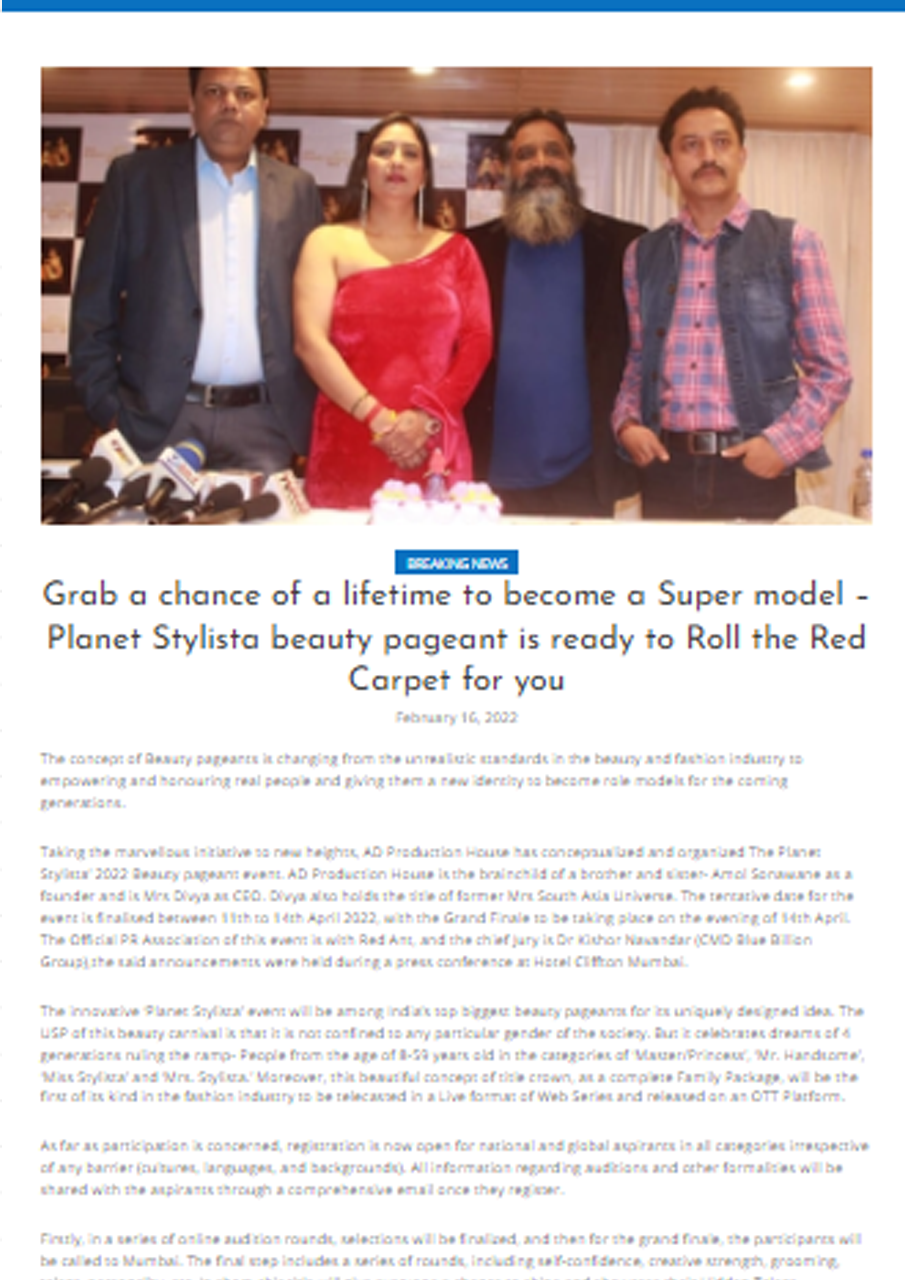 BREAKING NEWS
Grab a chance of a lifetime to become a Super model –
Planet Stylista beauty pageant is ready to Roll the Red
Carpet for you
February 16, 2022
The concept of Beauty pageants is changing from the unrealistic standards in the beauty and fashion industry to
empowering and honouring real people and giving them a new identity to become role models for the coming
generations.
Taking the marvellous initiative to new heights, AD Production House has conceptualized and organized The Planet
Stylista' 2022 Beauty pageant event. AD Production House is the brainchild of a brother and sister- Amol Sonawane as a
founder and is Mrs Divya as CEO. Divya also holds the title of former Mrs South Asia Universe. The tentative date for the
event is finalised between 11th to 14th April 2022, with the Grand Finale to be taking place on the evening of 14th April.
The Official PR Association of this event is with Red Ant, and the chief jury is Dr Kishor Navandar (CMD Blue Billion
Group),the said announcements were held during a press conference at Hotel Cliffton Mumbai.
The innovative 'Planet Stylista' event will be among India's top biggest beauty pageants for its uniquely designed idea. The
USP of this beauty carnival is that it is not confined to any particular gender of the society. But it celebrates dreams of 4
generations ruling the ramp- People from the age of 8-59 years old in the categories of 'Master/Princess', 'Mr. Handsome',
'Miss Stylista' and 'Mrs. Stylista.' Moreover, this beautiful concept of title crown, as a complete Family Package, will be the
first of its kind in the fashion industry to be telecasted in a Live format of Web Series and released on an OTT Platform.
As far as participation is concerned, registration is now open for national and global aspirants in all categories irrespective
of any barrier (cultures, languages, and backgrounds). All information regarding auditions and other formalities will be
shared with the aspirants through a comprehensive email once they register.
Firstly, in a series of online audition rounds, selections will be finalized, and then for the grand finale, the participants will
be called to Mumbai. The final step includes a series of rounds, including self-confidence, creative strength, grooming,